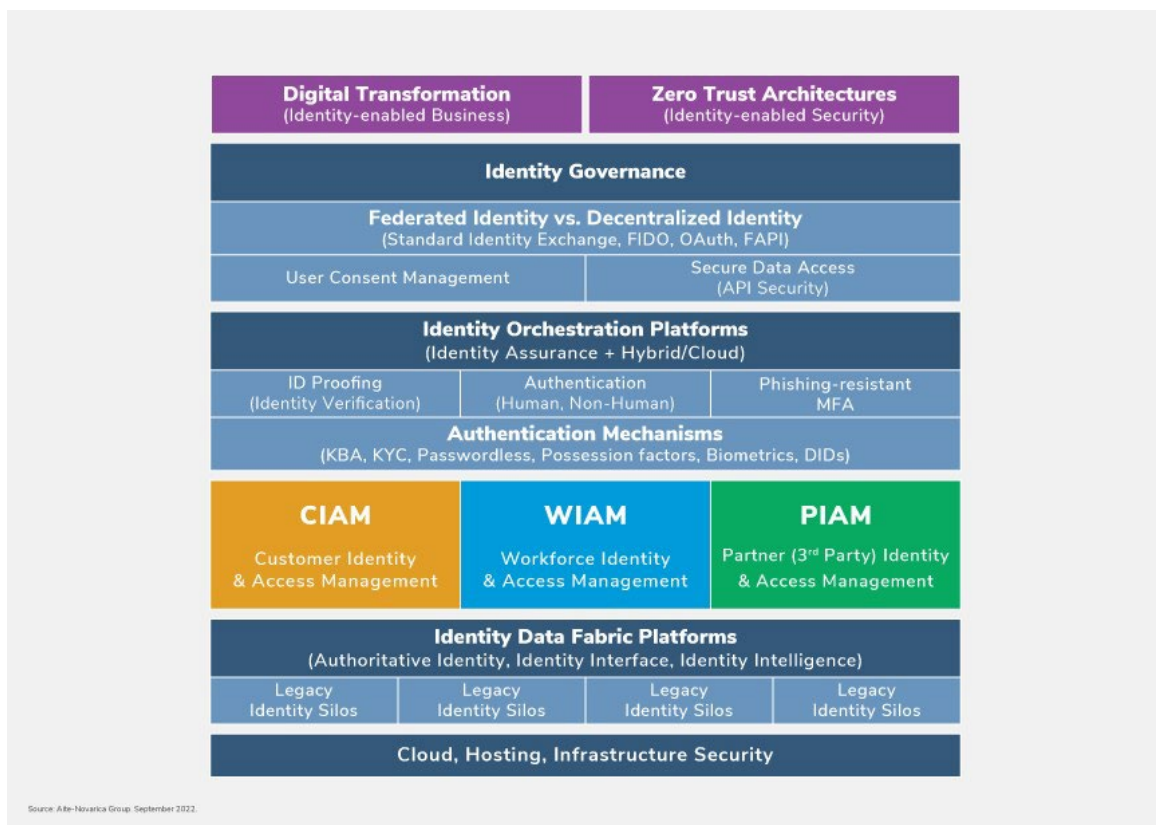 Digital Transformation
(Identity-enabled Business)
Zero Trust Architectures
(Identity-enabled Security)
Identity Governance
Federated Identity vs. Decentralized Identity
(Standard Identity Exchange, FIDO, OAuth, FAPI)
User Consent Management
Secure Data Access
(API Security)
Identity Orchestration Platforms
(Identity Assurance + Hybrid/Cloud)
ID Proofing
(Identity Verification)
Authentication
(Human, Non-Human)
Phishing-resistant
MFA
Authentication Mechanisms
(KBA, KYC, Passwordless, Possession factors, Biometrics, DIDs)
CIAM
Customer Identity
& Access Management
WIAM
Workforce Identity
& Access Management
PIAM
Partner (3rd Party) Identity
& Access Management
Identity Data Fabric Platforms
(Authoritative Identity, Identity Interface, Identity Intelligence)
Legacy
Identity Silos
Legacy
Identity Silos
Legacy
Identity Silos
Legacy
Identity Silos
Cloud, Hosting, Infrastructure Security
Source: Aite-Novarica Group. September 2022.